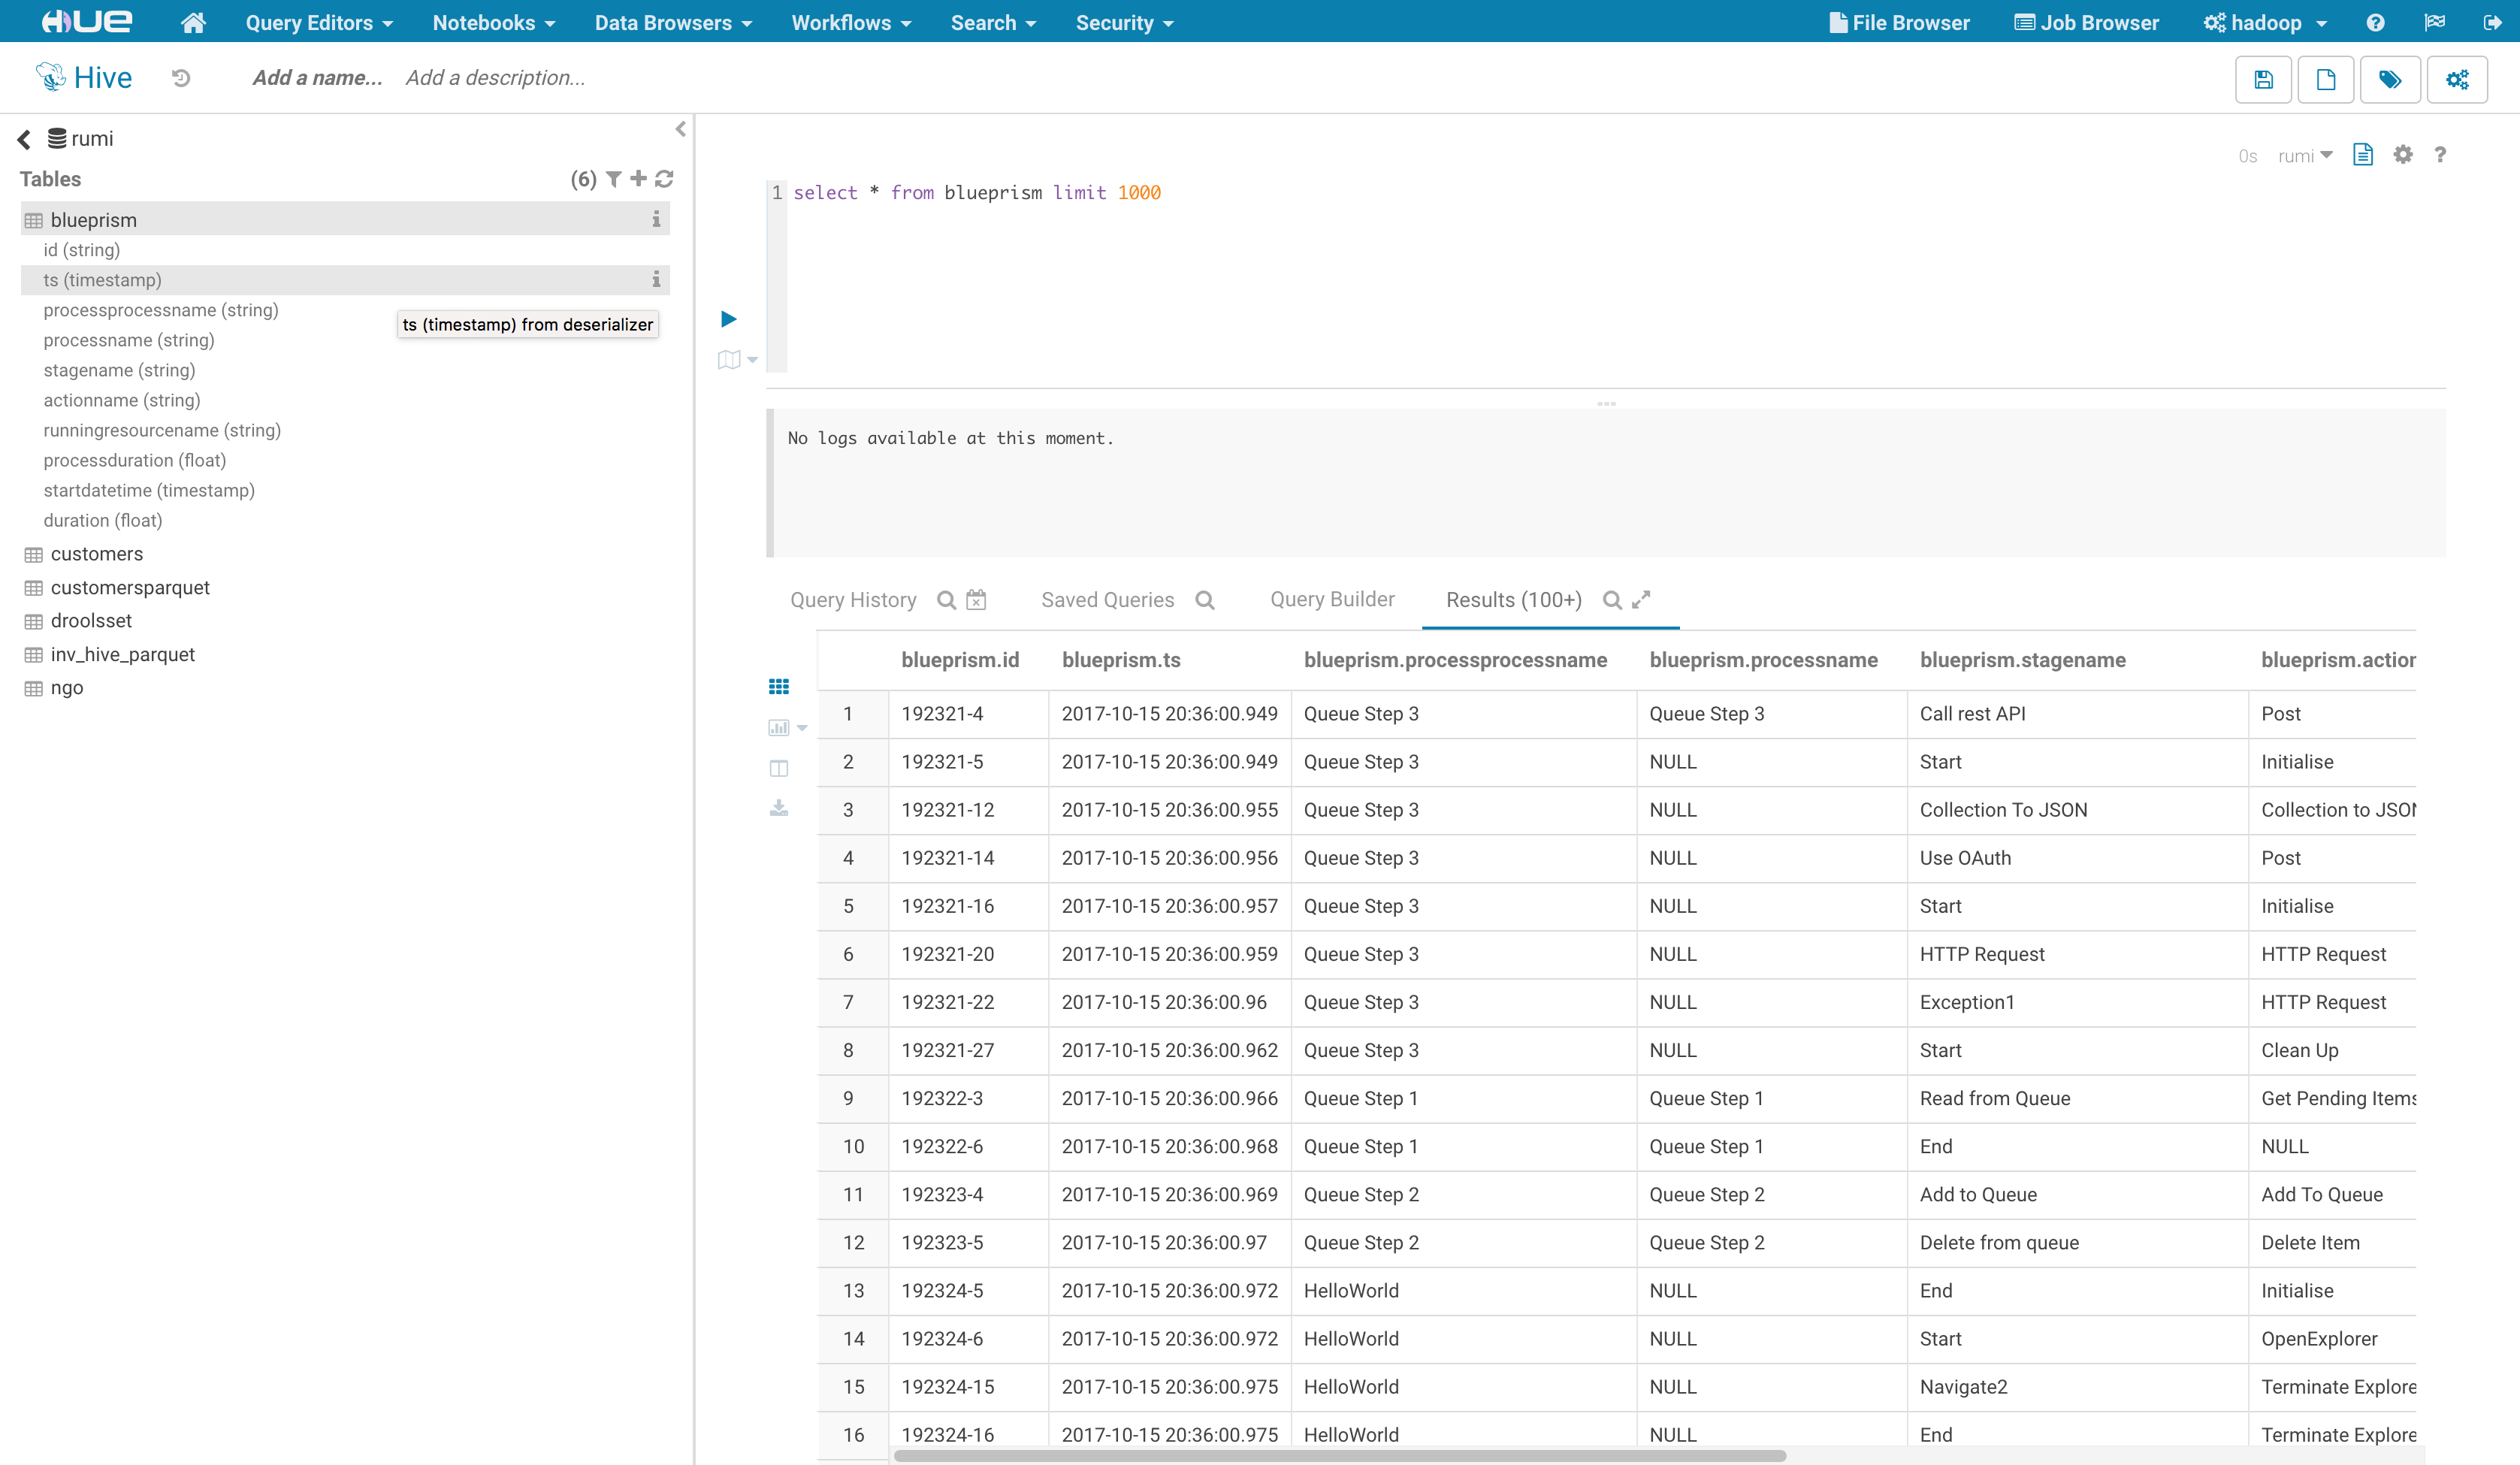 HUE Query Editors Notebooks Data Browsers Workflows Search Security File Browser Job Browser hadoop
Hive Add a name... Add a description...
rumi
Tables (6)
blueprism
id (string)
ts (timestamp)
processprocessname (string)
ts (timestamp) from deserializer
processname (string)
stagename (string)
actionname (string)
runningresourcename (string)
processduration (float)
startdatetime (timestamp)
duration (float)
customers
customersparquet
droolsset
inv_hive_parquet
ngo
0s rumi ?
1 select * from blueprism limit 1000
No logs available at this moment.
Query History Saved Queries Query Builder Results (100+)
blueprism.id blueprism.ts blueprism.processprocessname blueprism.processname blueprism.stagename blueprism.action
1 192321-4 2017-10-15 20:36:00.949 Queue Step 3 Queue Step 3 Call rest API Post
2 192321-5 2017-10-15 20:36:00.949 Queue Step 3 NULL Start Initialise
3 192321-12 2017-10-15 20:36:00.955 Queue Step 3 NULL Collection To JSON Collection to JSON
4 192321-14 2017-10-15 20:36:00.956 Queue Step 3 NULL Use OAuth Post
5 192321-16 2017-10-15 20:36:00.957 Queue Step 3 NULL Start Initialise
6 192321-20 2017-10-15 20:36:00.959 Queue Step 3 NULL HTTP Request HTTP Request
7 192321-22 2017-10-15 20:36:00.96 Queue Step 3 NULL Exception1 HTTP Request
8 192321-27 2017-10-15 20:36:00.962 Queue Step 3 NULL Start Clean Up
9 192322-3 2017-10-15 20:36:00.966 Queue Step 1 Queue Step 1 Read from Queue Get Pending Items
10 192322-6 2017-10-15 20:36:00.968 Queue Step 1 Queue Step 1 End NULL
11 192323-4 2017-10-15 20:36:00.969 Queue Step 2 Queue Step 2 Add to Queue Add To Queue
12 192323-5 2017-10-15 20:36:00.97 Queue Step 2 Queue Step 2 Delete from queue Delete Item
13 192324-5 2017-10-15 20:36:00.972 HelloWorld NULL End Initialise
14 192324-6 2017-10-15 20:36:00.972 HelloWorld NULL Start OpenExplorer
15 192324-15 2017-10-15 20:36:00.975 HelloWorld NULL Navigate2 Terminate Explore
16 192324-16 2017-10-15 20:36:00.975 HelloWorld NULL End Terminate Explore